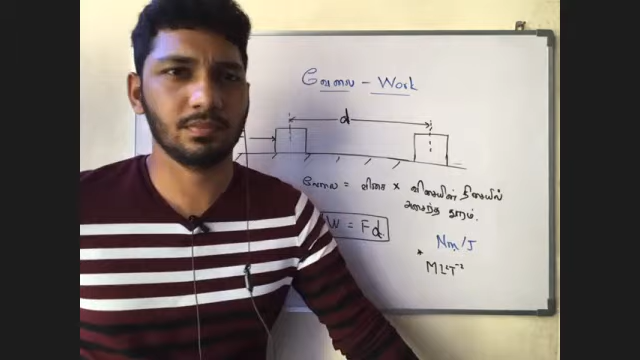 வேலை - Work
d
வேலை = விசை × விசையின் திசையில்
அசைந்த தூரம்.
W = Fd
Nm/J
* ML²T⁻²